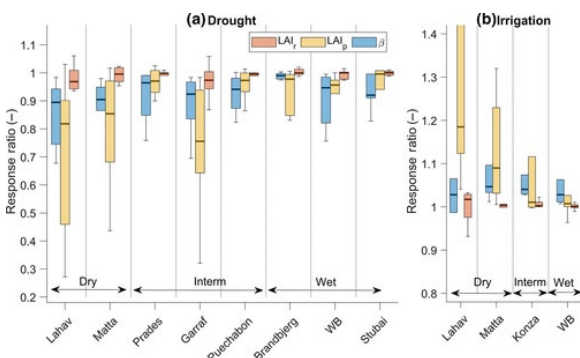 (a) Drought
(b) Irrigation
LAIr LAIp β
Response ratio (–)
1.1
1
0.9
0.8
0.7
0.6
0.5
0.4
0.3
0.2
Dry Interm Wet
Lahav Matta Prades Garraf Puechabon Brandbjerg WB Stubai
Response ratio (–)
1.4
1.3
1.2
1.1
1
0.9
0.8
Dry Interm Wet
Lahav Matta Konza WB